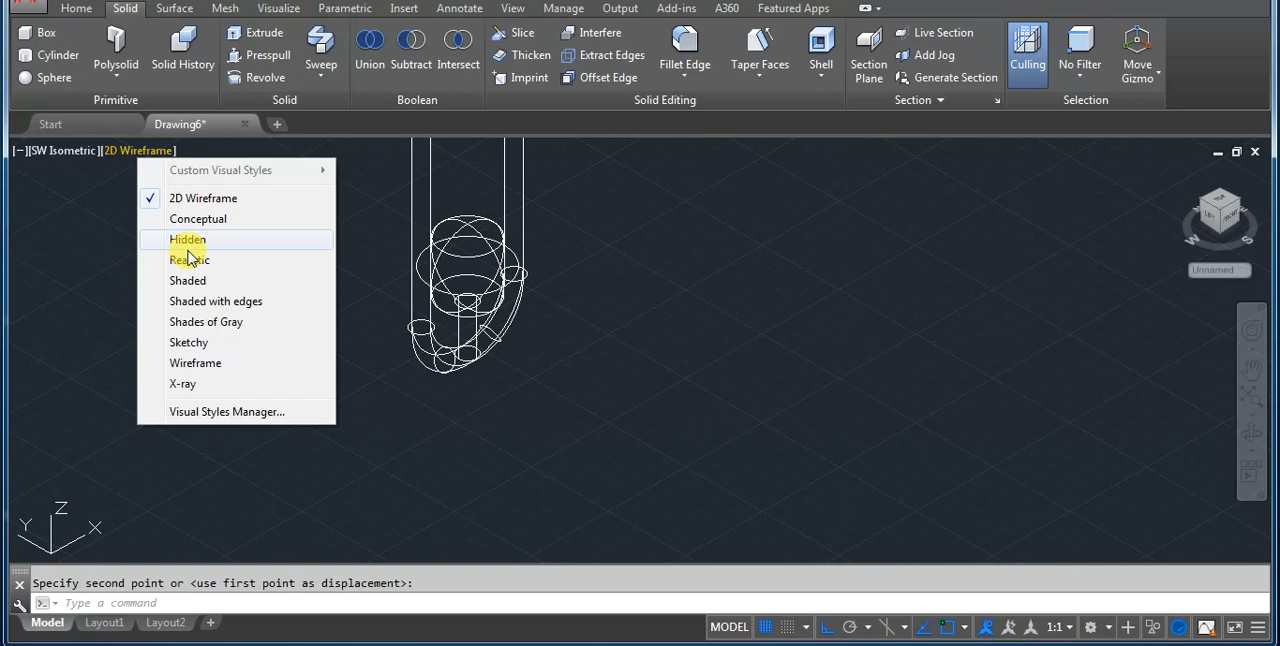 Home Solid Surface Mesh Visualize Parametric Insert Annotate View Manage Output Add-ins A360 Featured Apps
Box
Cylinder
Sphere
Polysolid
Solid History
Primitive
Extrude
Presspull
Revolve
Sweep
Solid
Union
Subtract
Intersect
Boolean
Slice
Thicken
Imprint
Interfere
Extract Edges
Offset Edge
Fillet Edge
Taper Faces
Shell
Solid Editing
Section
Plane
Live Section
Add Jog
Generate Section
Section
Culling
No Filter
Move
Gizmo
Selection
Start
Drawing6*
[−][SW Isometric][2D Wireframe]
Custom Visual Styles
2D Wireframe
Conceptual
Hidden
Realistic
Shaded
Shaded with edges
Shades of Gray
Sketchy
Wireframe
X-ray
Visual Styles Manager...
TOP
LEFT
FRONT
W
S
Unnamed
Z
Y
X
Specify second point or <use first point as displacement>:
Type a command
Model Layout1 Layout2
MODEL
1:1